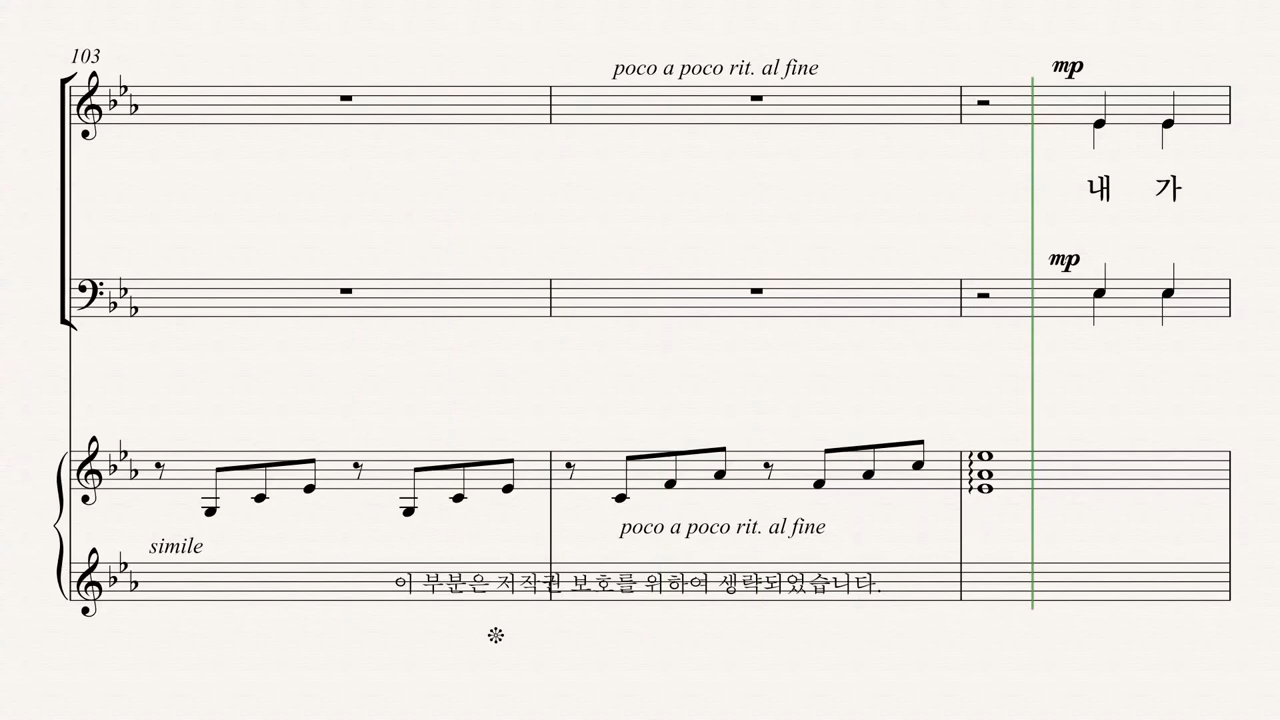 103
poco a poco rit. al fine
mp
내 가
mp
poco a poco rit. al fine
simile
이 부분은 저작권 보호를 위하여 생략되었습니다.